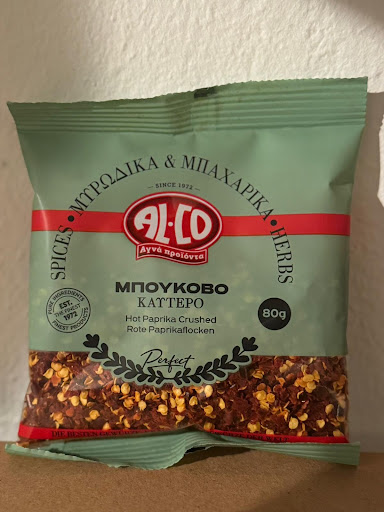 SPICES • ΜΥΡΩΔΙΚΑ & ΜΠΑΧΑΡΙΚΑ • HERBS
— SINCE 1972 —
AL·CO
Αγνά προϊόντα
ΜΠΟΥΚΟΒΟ
ΚΑΥΤΕΡΟ
Hot Paprika Crushed
Rote Paprikaflocken
80g
PURE INGREDIENTS
EST.
THE FINEST
1972
FINEST PRODUCTS
Perfect